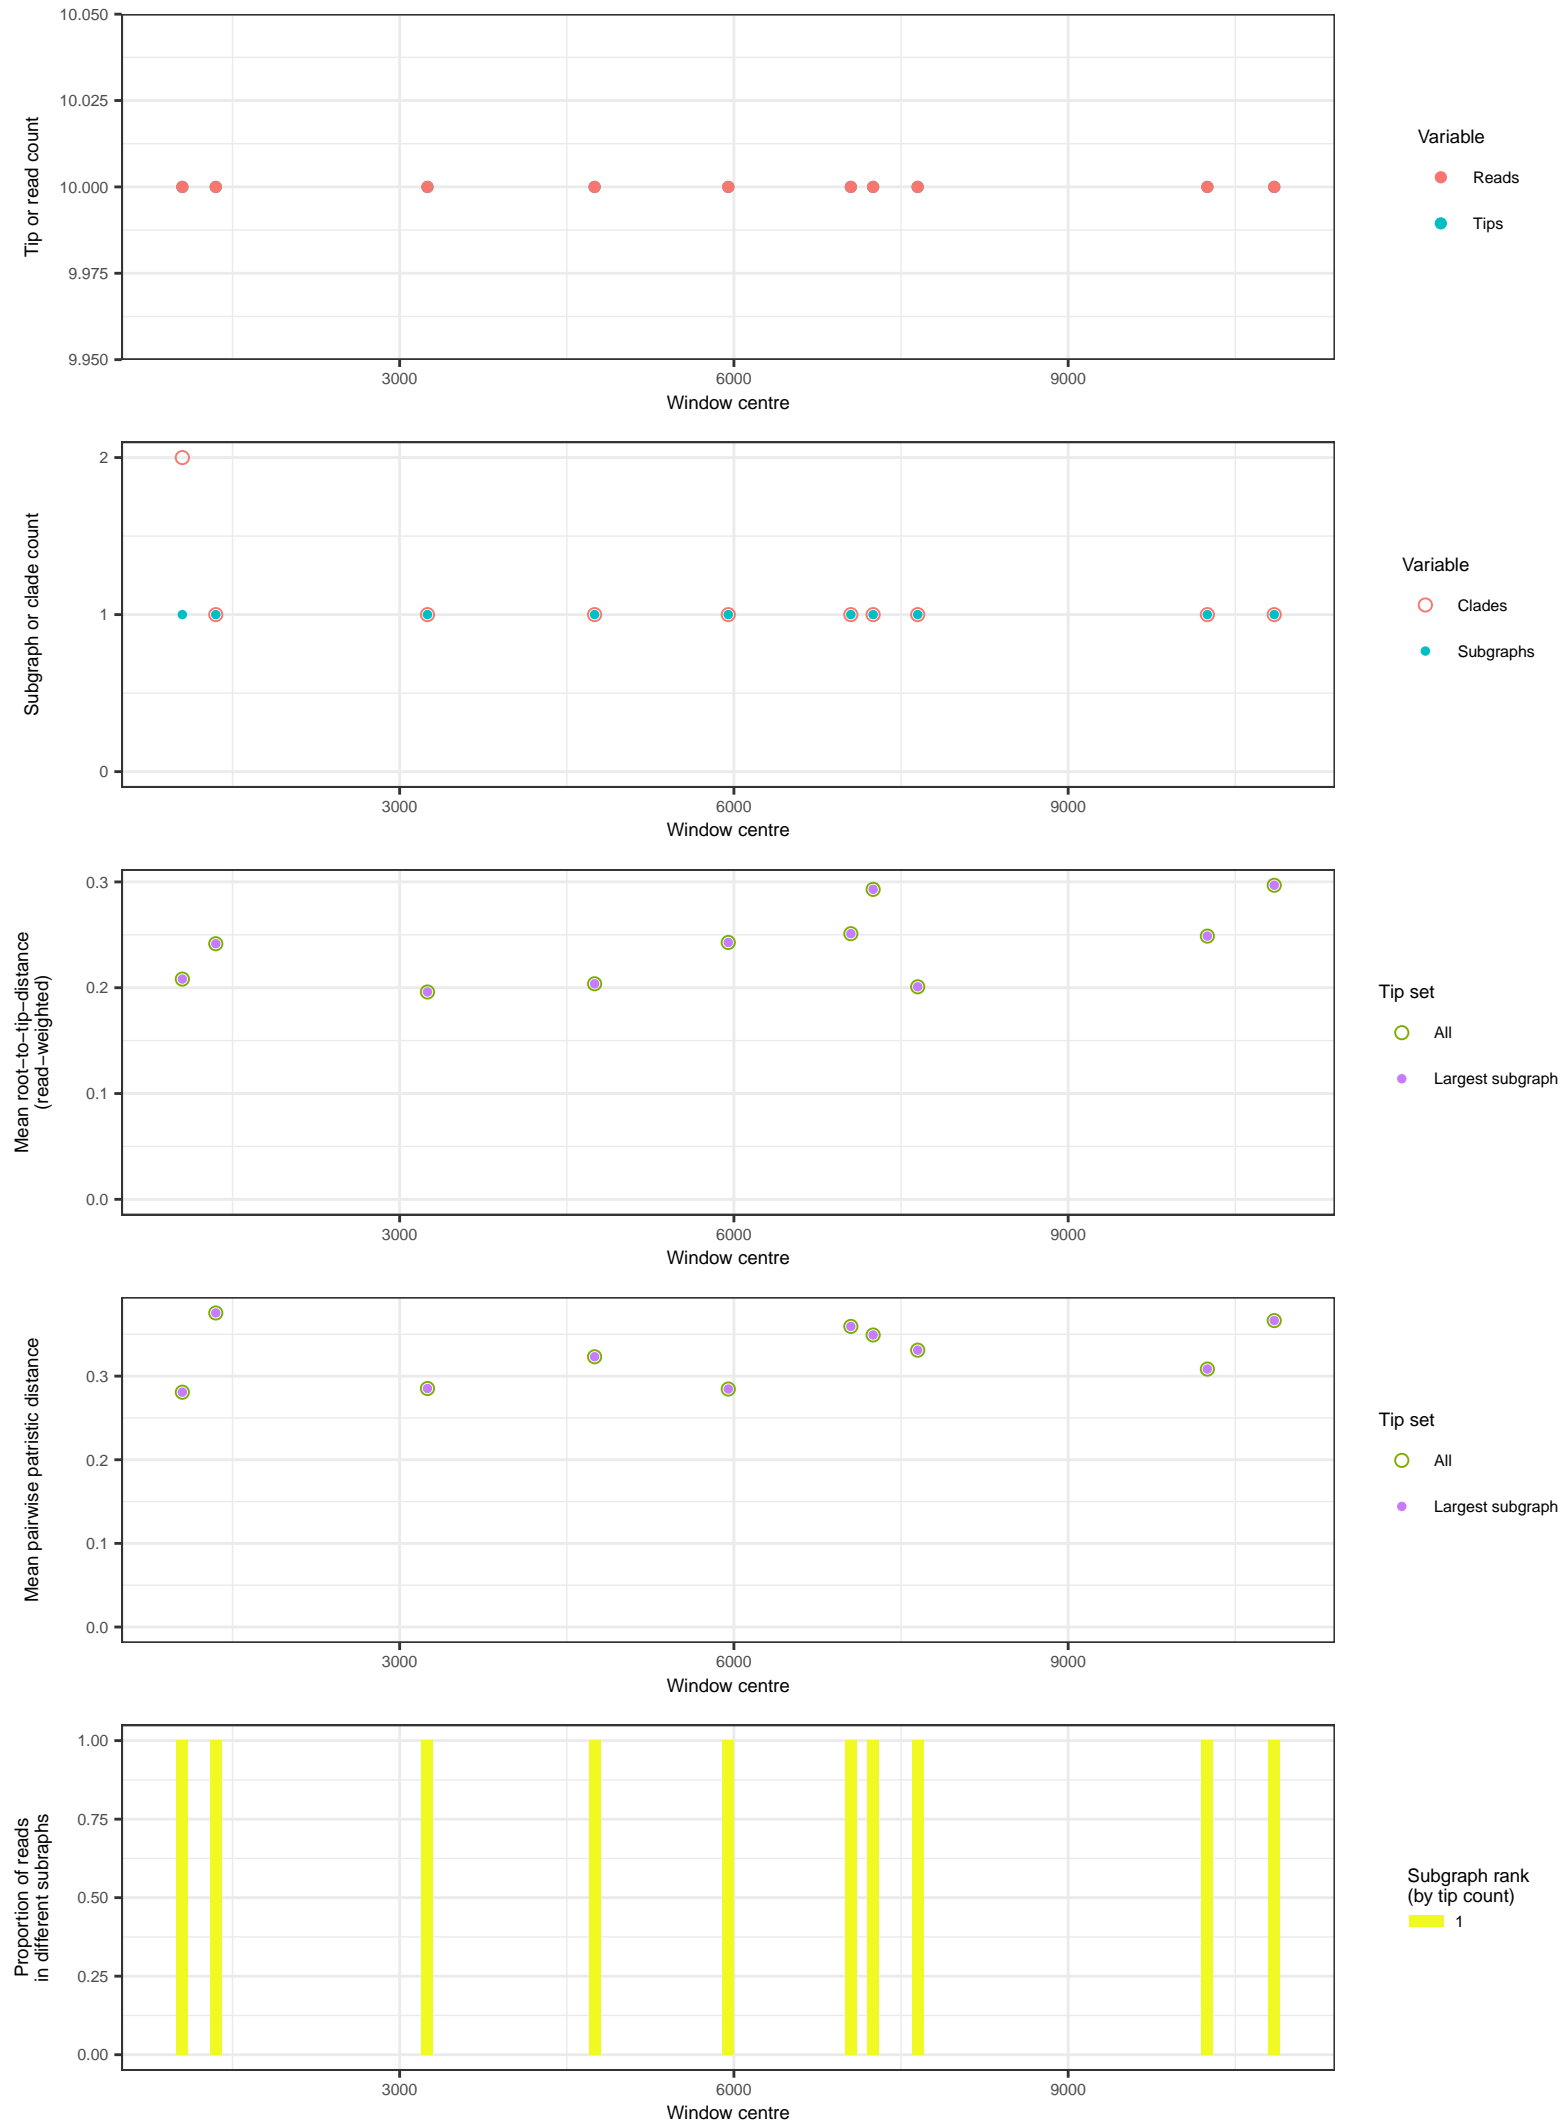 10.050
10.025
10.000
9.975
9.950
Tip or read count
3000
6000
9000
Window centre
Variable
Reads
Tips
2
1
0
Subgraph or clade count
3000
6000
9000
Window centre
Variable
Clades
Subgraphs
0.3
0.2
0.1
0.0
Mean root−to−tip−distance
(read−weighted)
3000
6000
9000
Window centre
Tip set
All
Largest subgraph
0.3
0.2
0.1
0.0
Mean pairwise patristic distance
3000
6000
9000
Window centre
Tip set
All
Largest subgraph
1.00
0.75
0.50
0.25
0.00
Proportion of reads
in different subraphs
3000
6000
9000
Window centre
Subgraph rank
(by tip count)
1